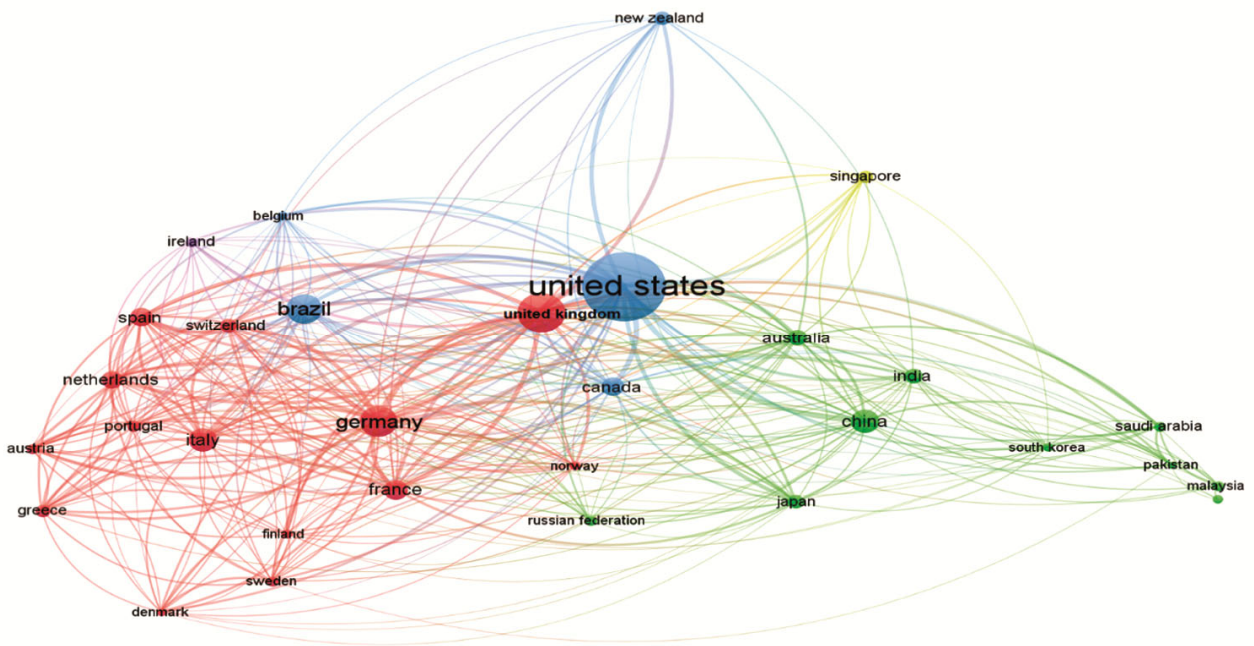 new zealand
singapore
belgium
ireland
united states
brazil
united kingdom
spain
switzerland
australia
netherlands
india
canada
germany
china
portugal
saudi arabia
italy
austria
south korea
norway
pakistan
france
malaysia
japan
greece
russian federation
finland
sweden
denmark